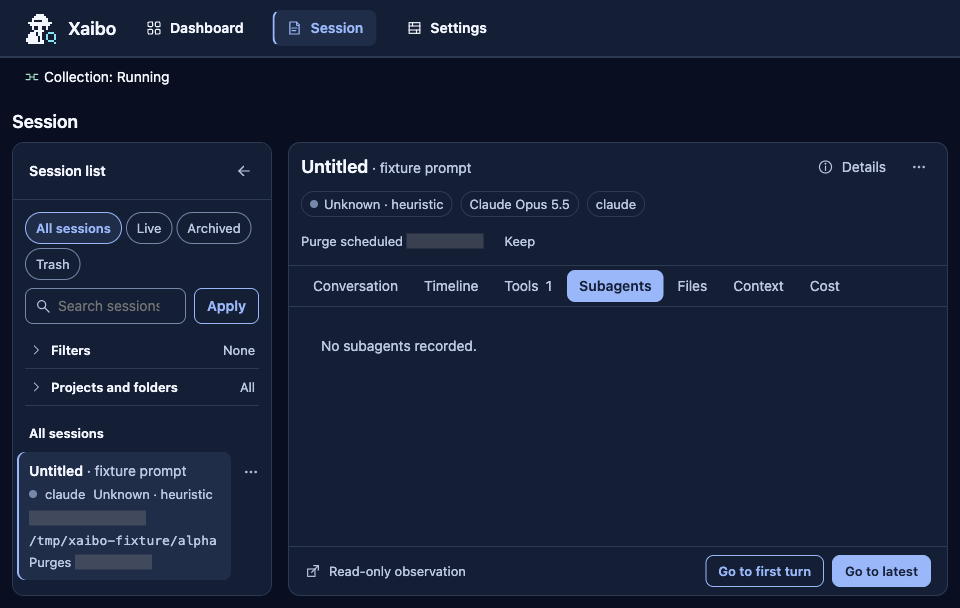 Xaibo
Dashboard
Session
Settings
Collection: Running
Session
Session list
All sessions
Live
Archived
Trash
Search sessions
Apply
Filters
None
Projects and folders
All
All sessions
Untitled · fixture prompt
claude Unknown · heuristic
/tmp/xaibo-fixture/alpha
Purges
Untitled · fixture prompt
Details
Unknown · heuristic
Claude Opus 5.5
claude
Purge scheduled
Keep
Conversation
Timeline
Tools 1
Subagents
Files
Context
Cost
No subagents recorded.
Read-only observation
Go to first turn
Go to latest